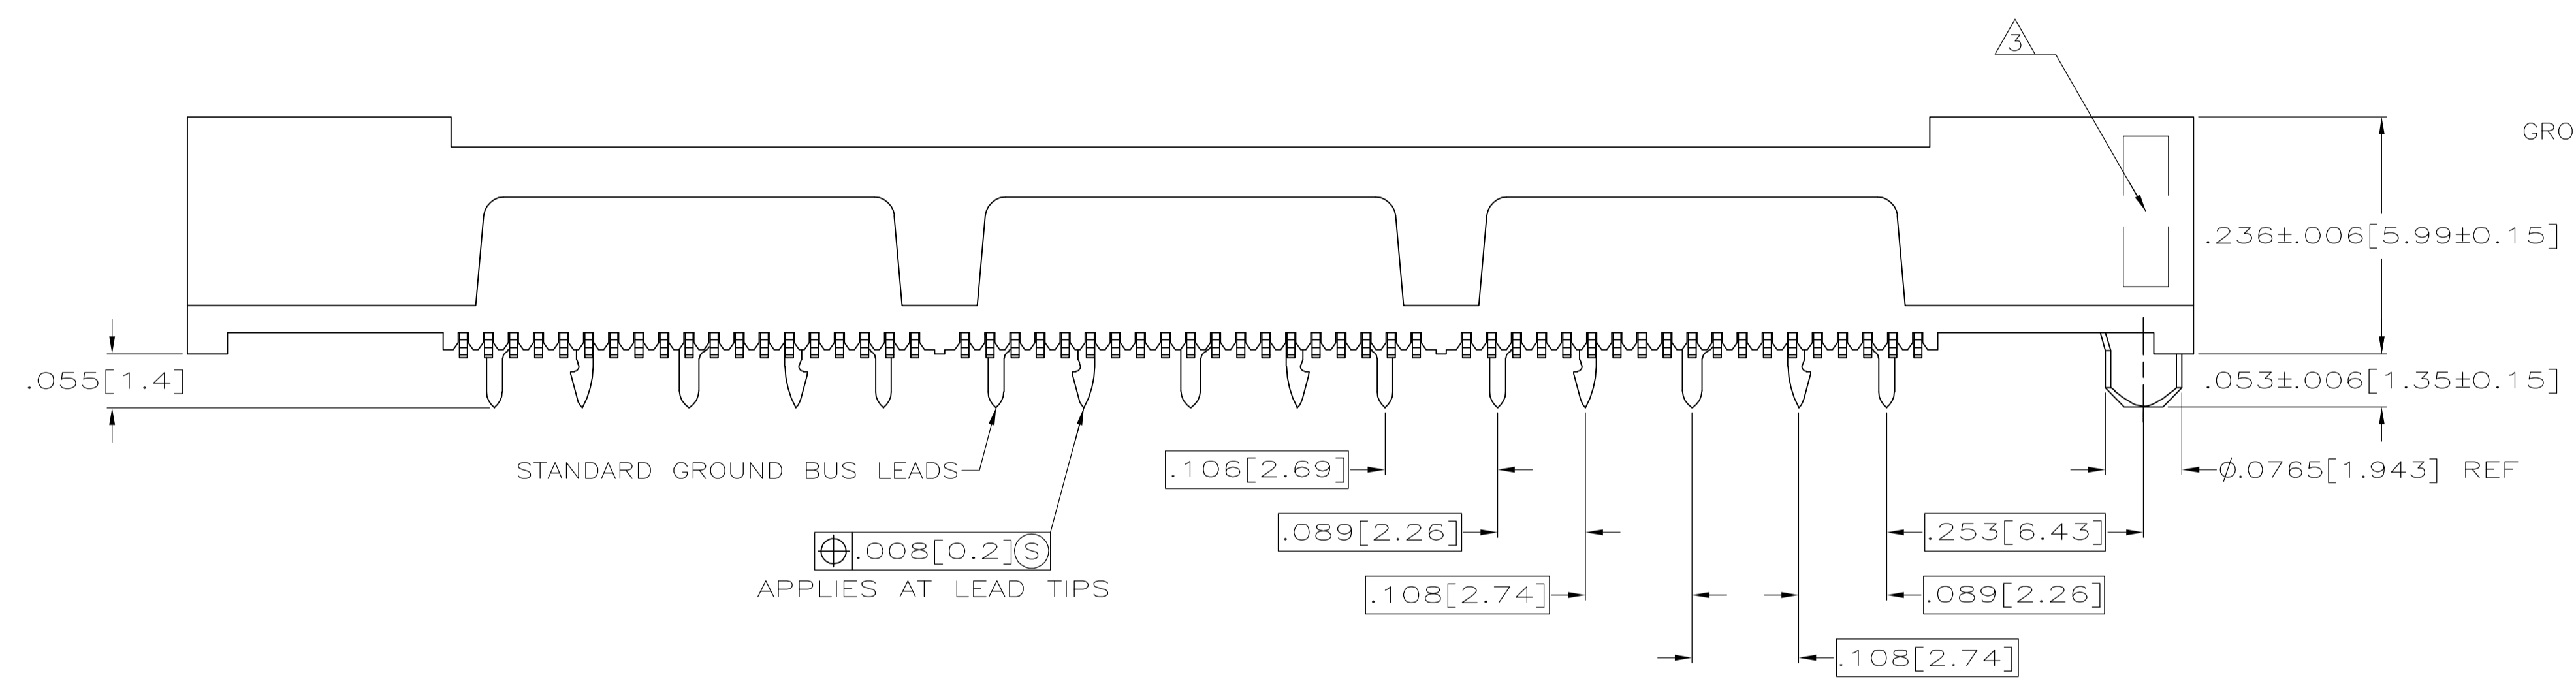 3
GRO
.236±.006[5.99±0.15]
.055[1.4]
.053±.006[1.35±0.15]
STANDARD GROUND BUS LEADS
.106[2.69]
⌀.0765[1.943] REF
.089[2.26]
.253[6.43]
⌖ .008[0.2]Ⓢ
APPLIES AT LEAD TIPS
.108[2.74]
.089[2.26]
.108[2.74]